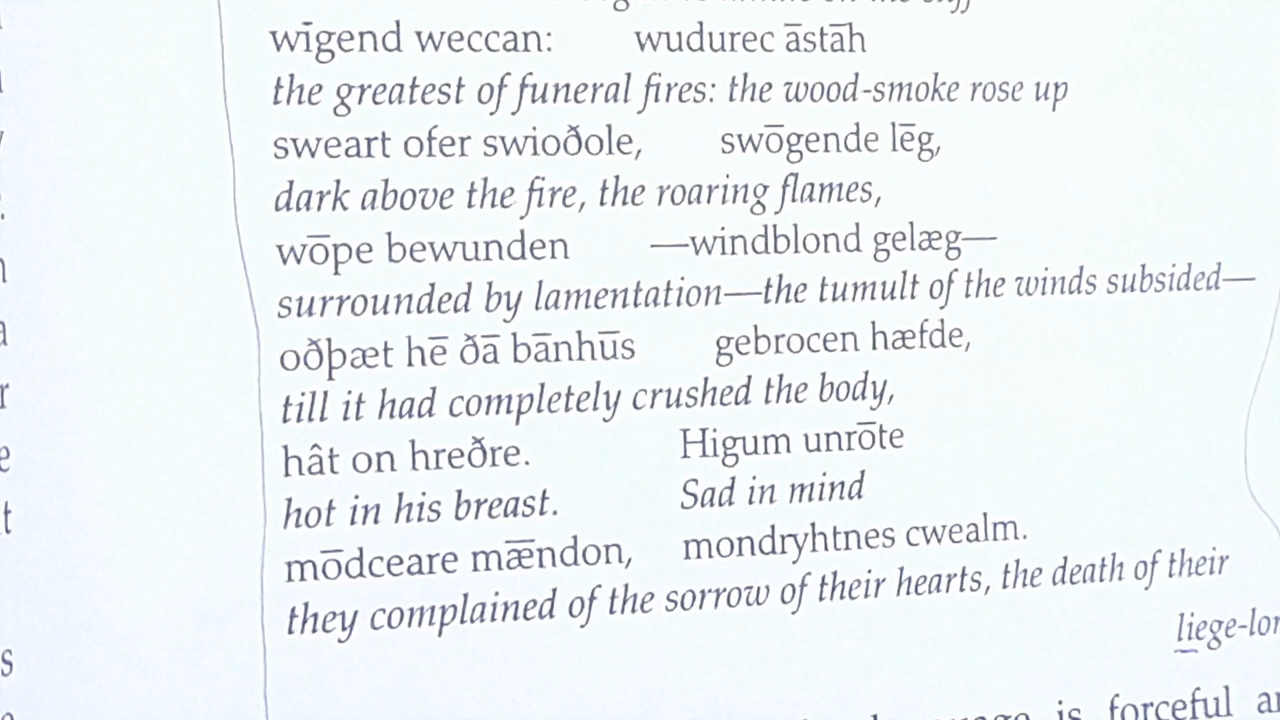 wīgend weccan: wudurec āstāh
the greatest of funeral fires: the wood-smoke rose up
sweart ofer swioðole, swōgende lēg,
dark above the fire, the roaring flames,
wōpe bewunden —windblond gelæg—
surrounded by lamentation—the tumult of the winds subsided—
oðþæt hē ðā bānhūs gebrocen hæfde,
till it had completely crushed the body,
hât on hreðre. Higum unrōte
hot in his breast. Sad in mind
mōdceare mǣndon, mondryhtnes cwealm.
they complained of the sorrow of their hearts, the death of their
liege-lor
is forceful